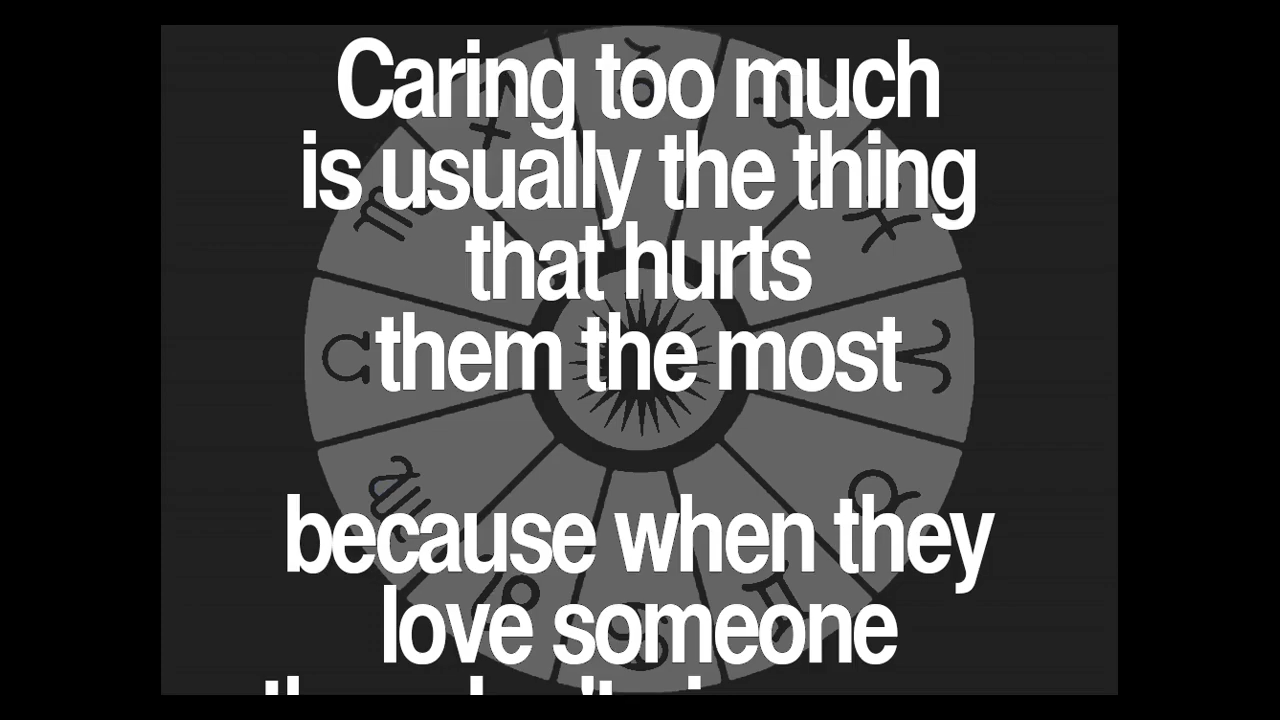 Caring too much
is usually the thing
that hurts
them the most
because when they
love someone